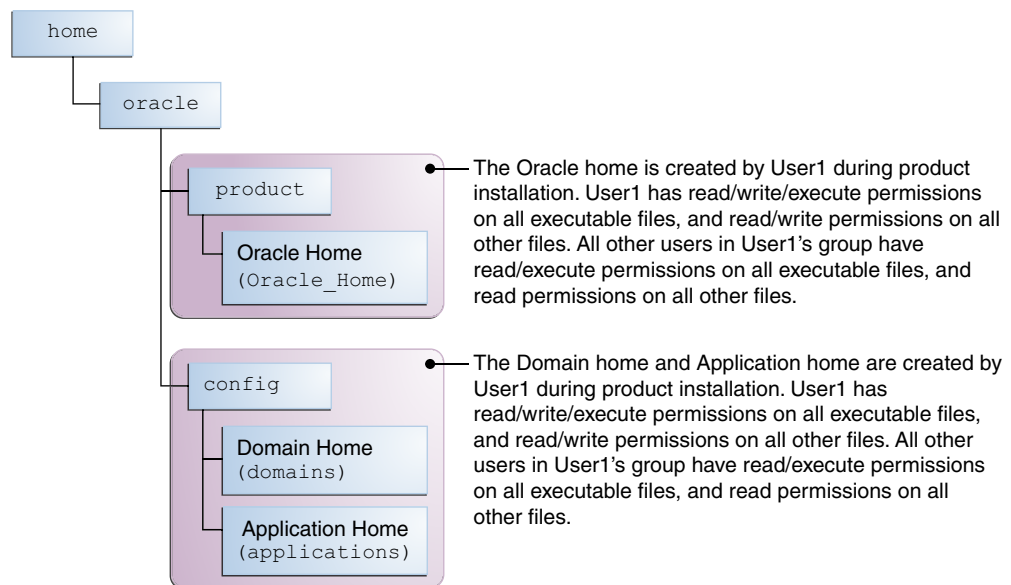 home
oracle
product
Oracle Home
(Oracle_Home)
The Oracle home is created by User1 during product
installation. User1 has read/write/execute permissions
on all executable files, and read/write permissions on all
other files. All other users in User1's group have
read/execute permissions on all executable files, and
read permissions on all other files.
config
Domain Home
(domains)
Application Home
(applications)
The Domain home and Application home are created by
User1 during product installation. User1 has
read/write/execute permissions on all executable files,
and read/write permissions on all other files. All other
users in User1's group have read/execute permissions
on all executable files, and read permissions on all
other files.